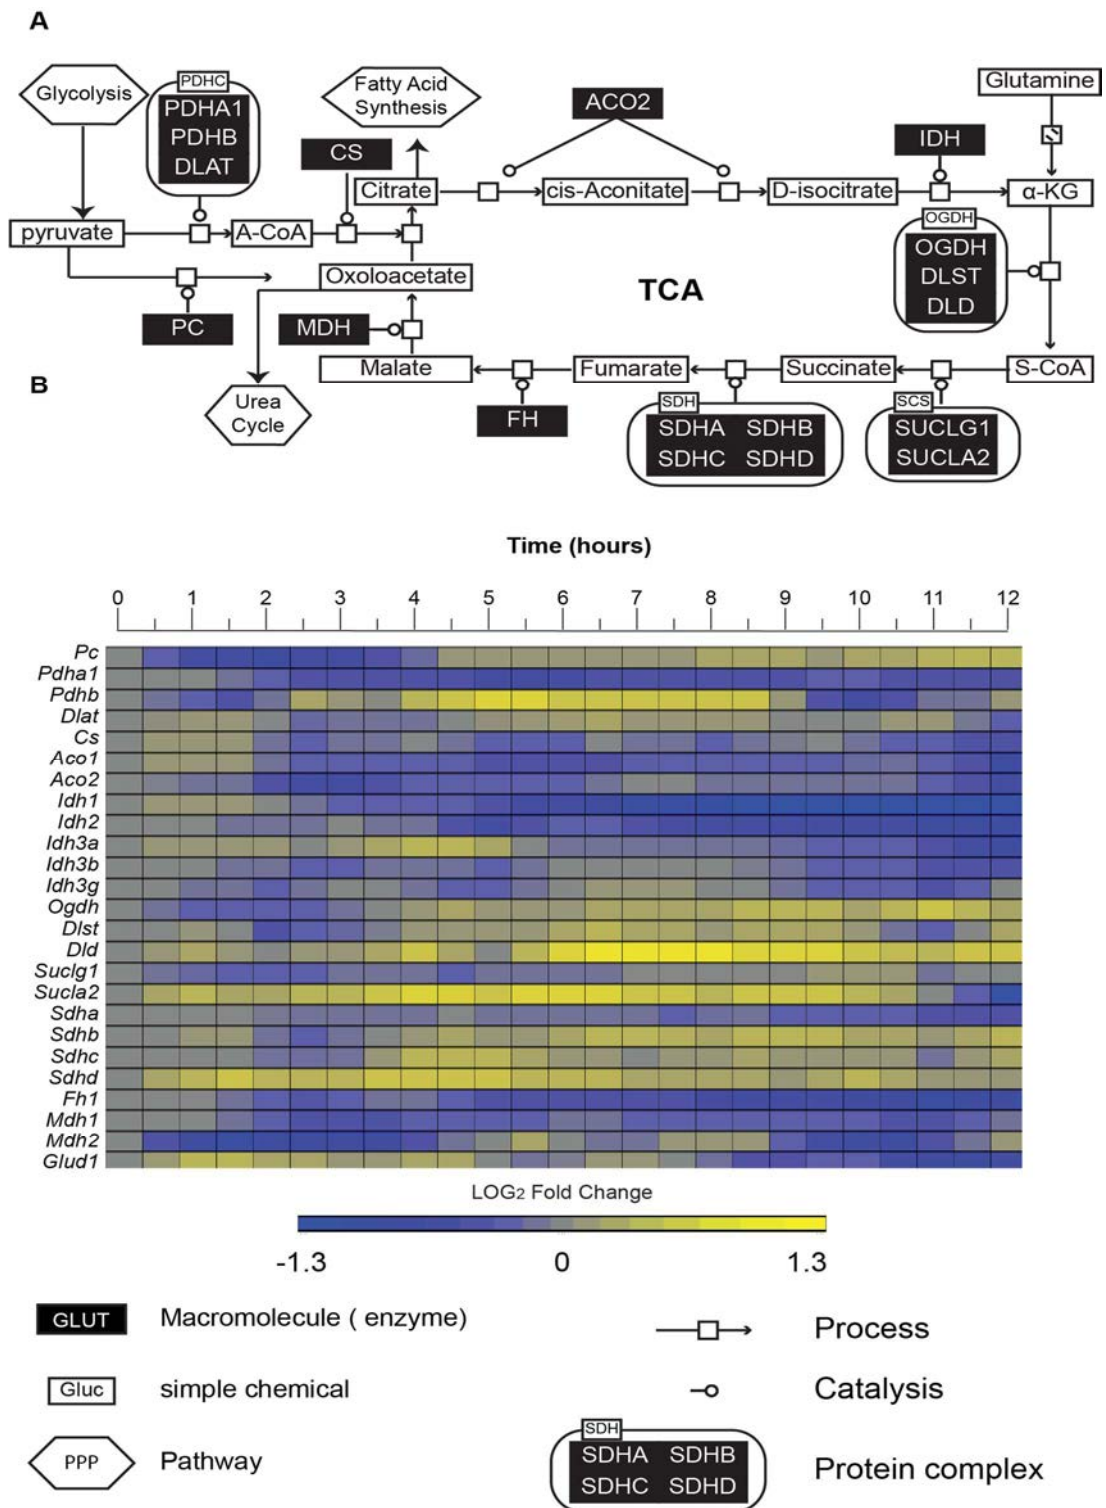 A
Glycolysis
PDHC
PDHA1
PDHB
DLAT
Fatty Acid
Synthesis
CS
ACO2
IDH
Glutamine
Citrate
cis-Aconitate
D-isocitrate
α-KG
pyruvate
A-CoA
OGDH
OGDH
DLST
DLD
Oxoloacetate
TCA
PC
MDH
Malate
Fumarate
Succinate
S-CoA
B
Urea
Cycle
FH
SDH
SDHA SDHB
SDHC SDHD
SCS
SUCLG1
SUCLA2
Time (hours)
0 1 2 3 4 5 6 7 8 9 10 11 12
Pc
Pdha1
Pdhb
Dlat
Cs
Aco1
Aco2
Idh1
Idh2
Idh3a
Idh3b
Idh3g
Ogdh
Dlst
Dld
Suclg1
Sucla2
Sdha
Sdhb
Sdhc
Sdhd
Fh1
Mdh1
Mdh2
Glud1
LOG2 Fold Change
-1.3 0 1.3
GLUT Macromolecule ( enzyme)
Process
Gluc simple chemical
Catalysis
PPP Pathway
SDH
SDHA SDHB
SDHC SDHD
Protein complex